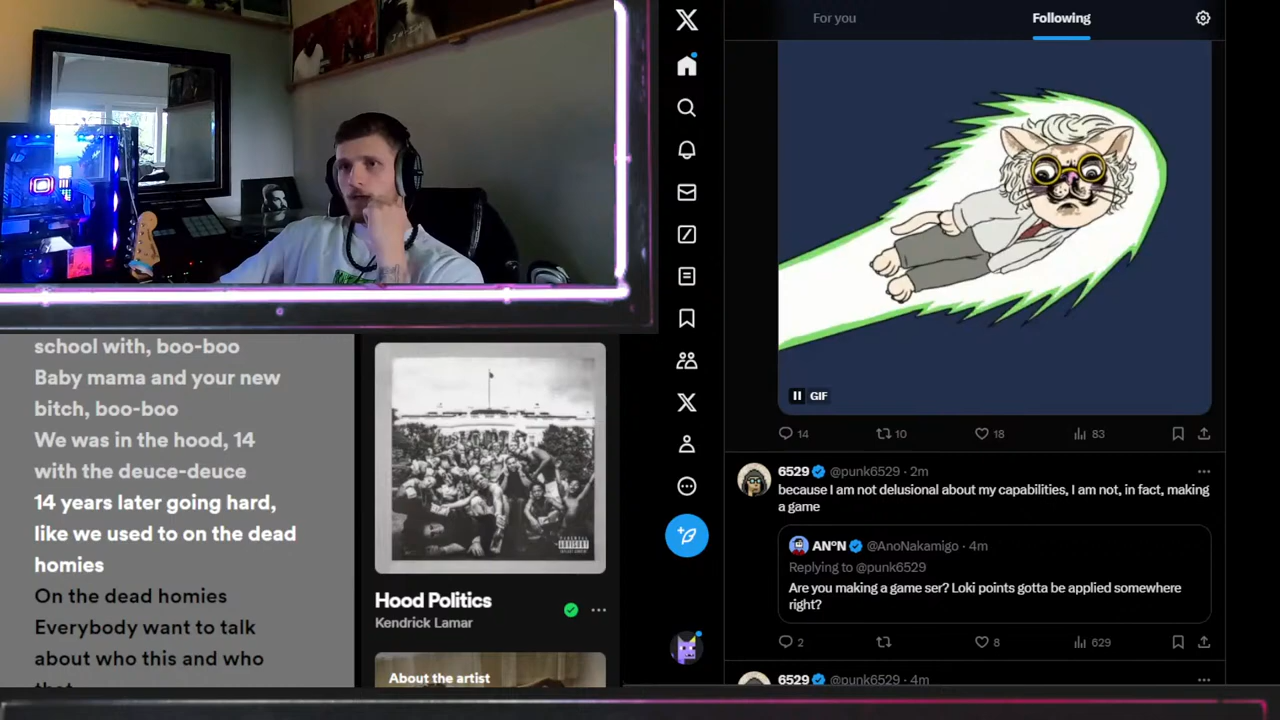 school with, boo-boo
Baby mama and your new
bitch, boo-boo
We was in the hood, 14
with the deuce-deuce
14 years later going hard,
like we used to on the dead
homies
On the dead homies
Everybody want to talk
about who this and who
that
Hood Politics
Kendrick Lamar
About the artist
For you
Following
GIF
14
10
18
83
6529 @punk6529 · 2m
because I am not delusional about my capabilities, I am not, in fact, making
a game
AN°N @AnoNakamigo · 4m
Replying to @punk6529
Are you making a game ser? Loki points gotta be applied somewhere
right?
2
8
629
6529 @punk6529 · 4m